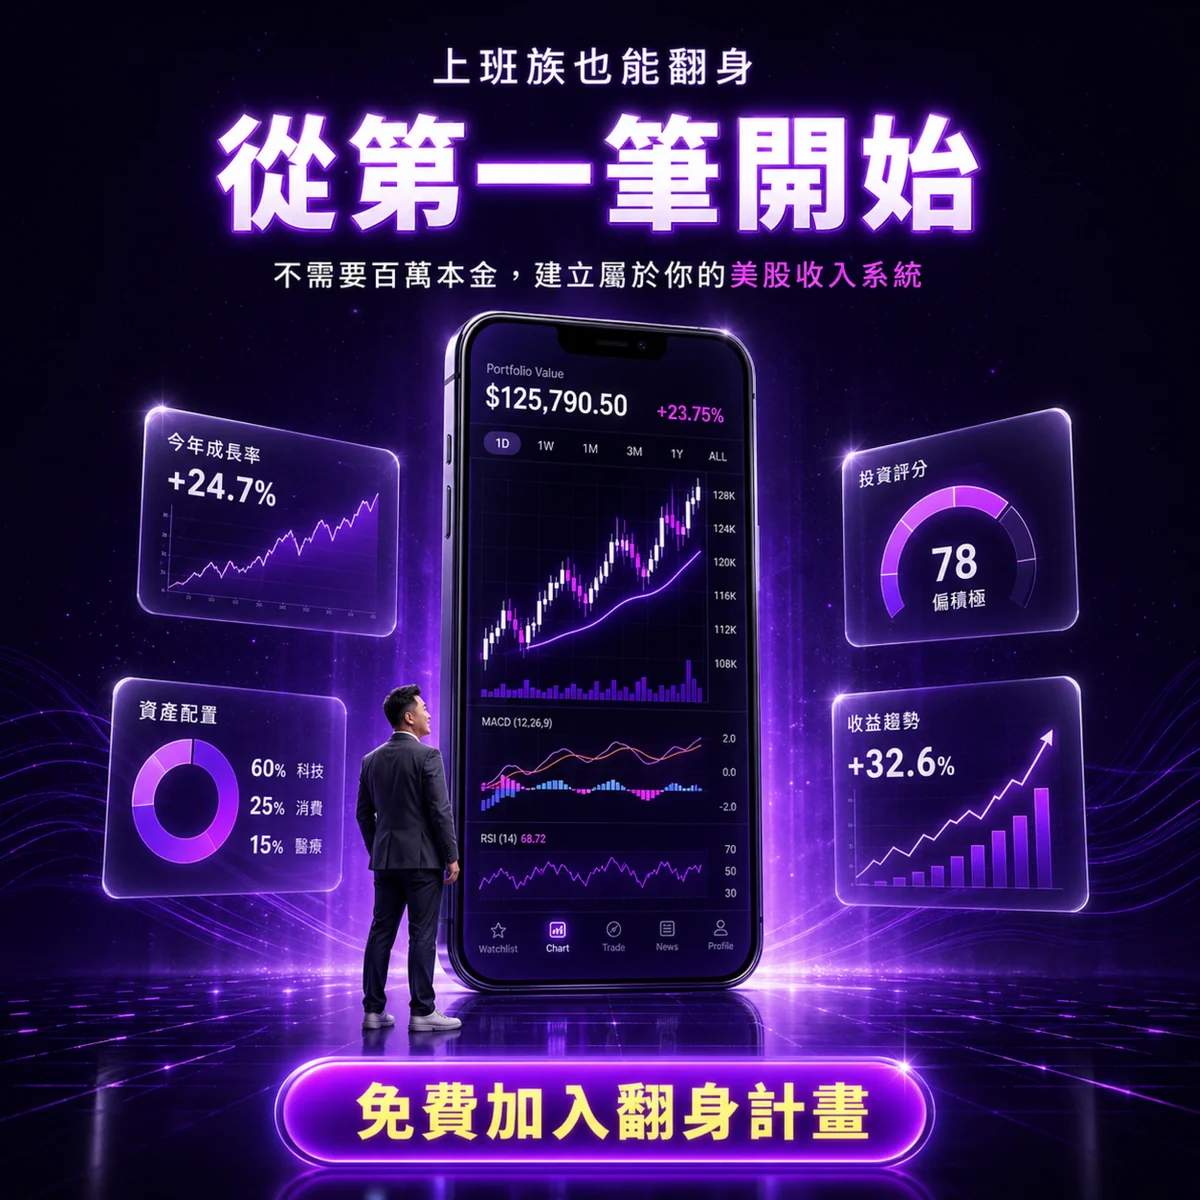 上班族也能翻身
從第一筆開始
不需要百萬本金，建立屬於你的美股收入系統
今年成長率
+24.7%
資產配置
60% 科技
25% 消費
15% 醫療
Portfolio Value
$125,790.50 +23.75%
1D 1W 1M 3M 1Y ALL
128K
124K
120K
116K
112K
108K
MACD (12,26,9)
2.0
0.0
-2.0
RSI (14) 68.72
70
50
30
Watchlist Chart Trade News Profile
投資評分
78
偏積極
收益趨勢
+32.6%
免費加入翻身計畫